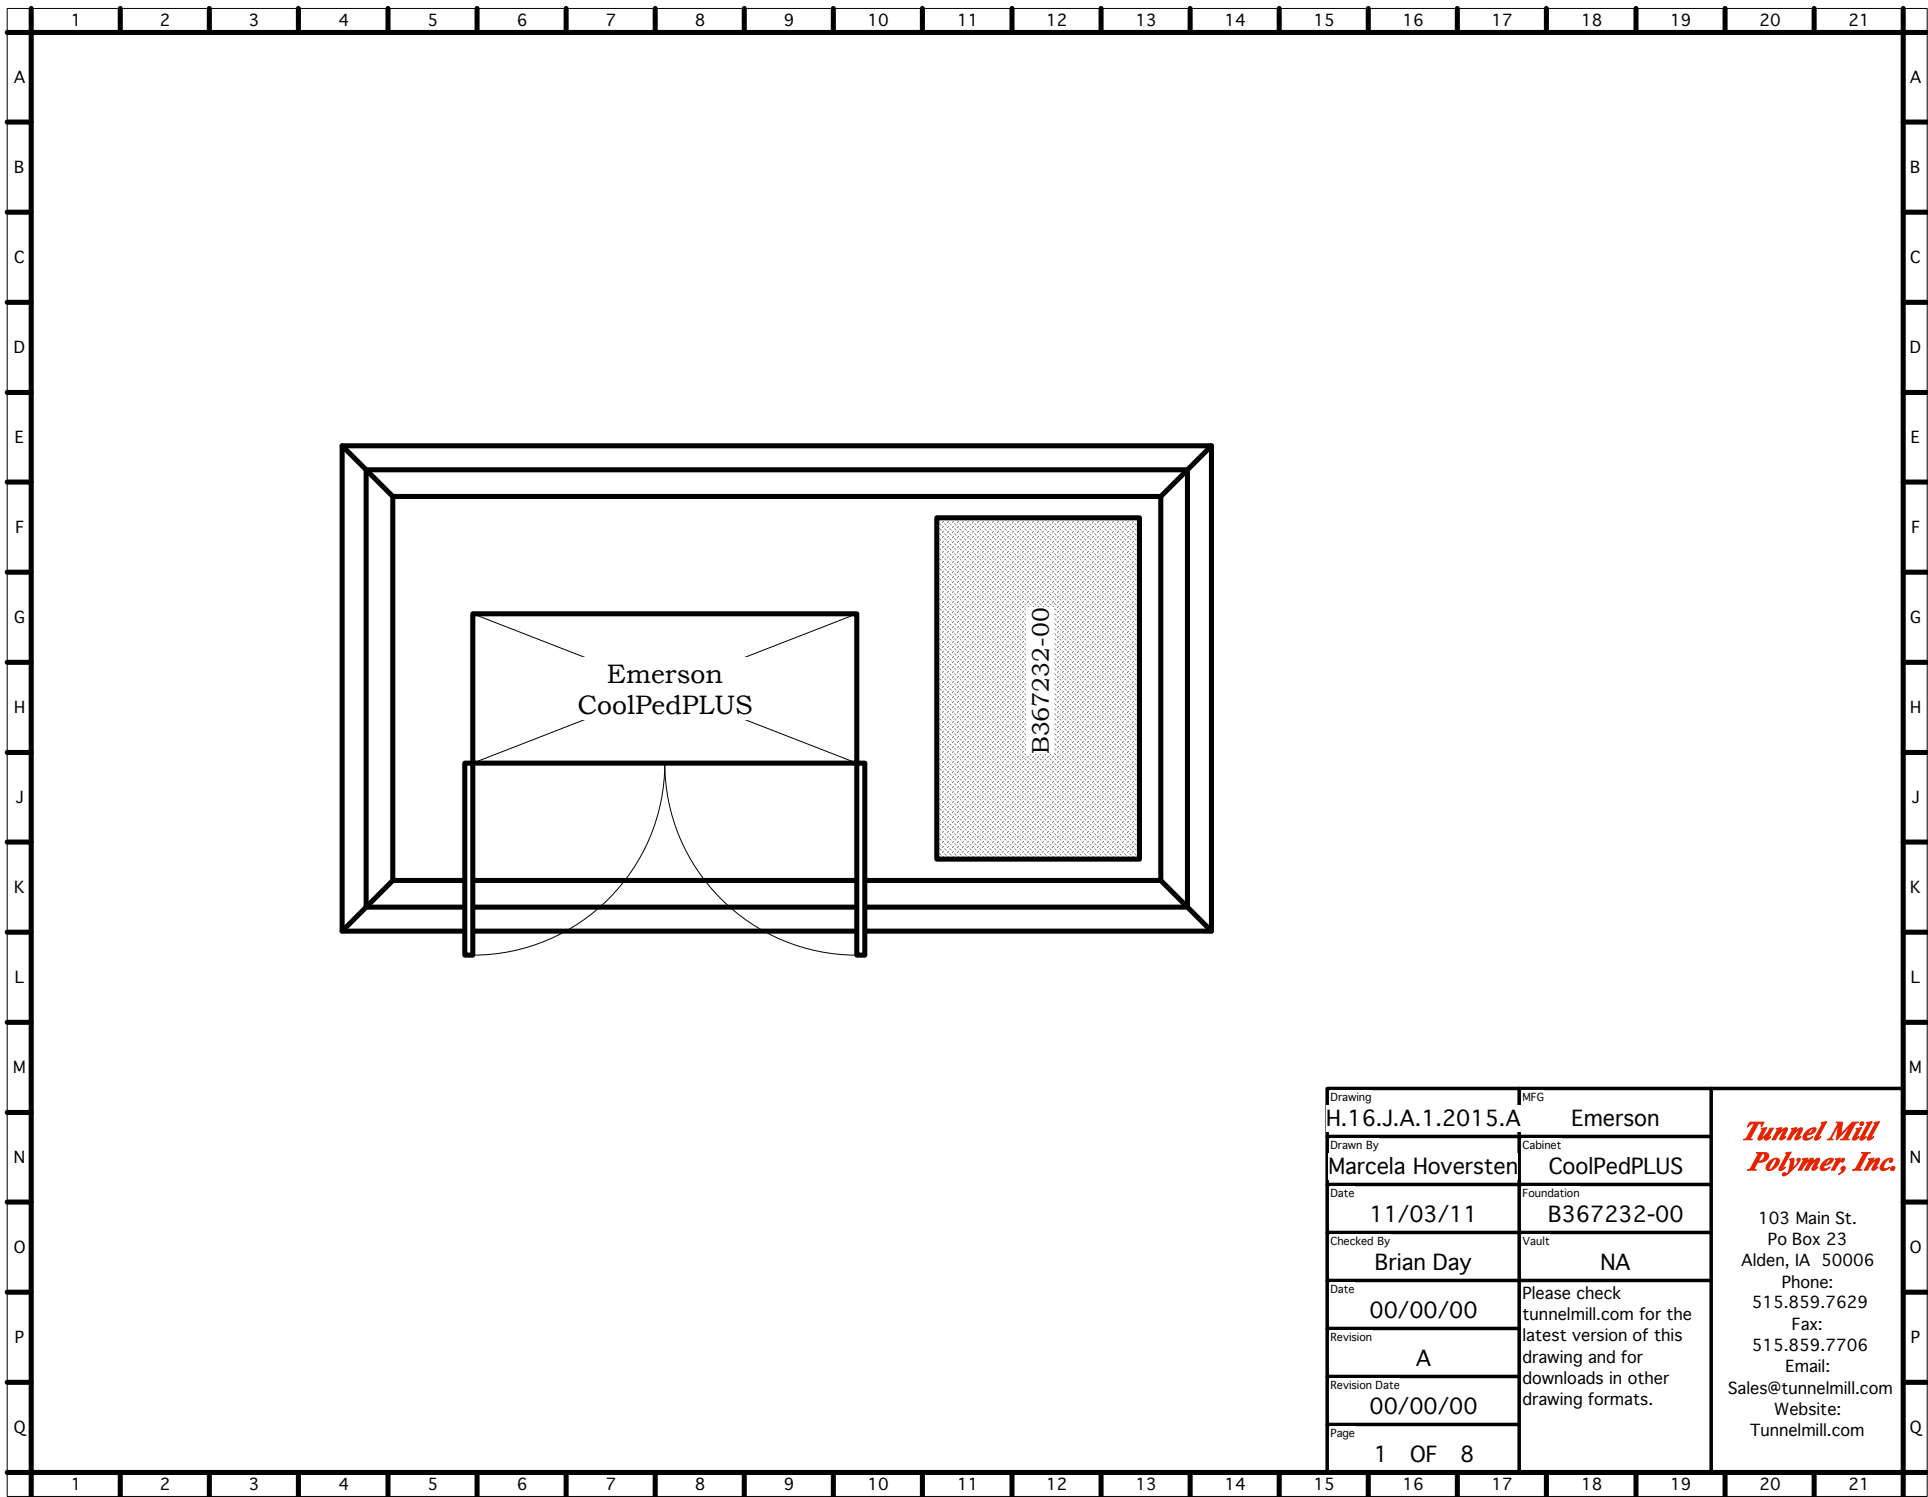 1 2 3 4 5 6 7 8 9 10 11 12 13 14 15 16 17 18 19 20 21
A A
B B
C C
D D
E E
F F
G G
H H
J J
K K
L L
M M
N N
O O
P P
Q Q
Emerson
CoolPedPLUS
B367232-00
Drawing
H.16.J.A.1.2015.A
MFG
Emerson
Drawn By
Marcela Hoversten
Cabinet
CoolPedPLUS
Date
11/03/11
Foundation
B367232-00
Checked By
Brian Day
Vault
NA
Date
00/00/00
Revision
A
Revision Date
00/00/00
Page
1 OF 8
Please check
tunnelmill.com for the
latest version of this
drawing and for
downloads in other
drawing formats.
Tunnel Mill
Polymer, Inc.
103 Main St.
Po Box 23
Alden, IA 50006
Phone:
515.859.7629
Fax:
515.859.7706
Email:
Sales@tunnelmill.com
Website:
Tunnelmill.com
1 2 3 4 5 6 7 8 9 10 11 12 13 14 15 16 17 18 19 20 21